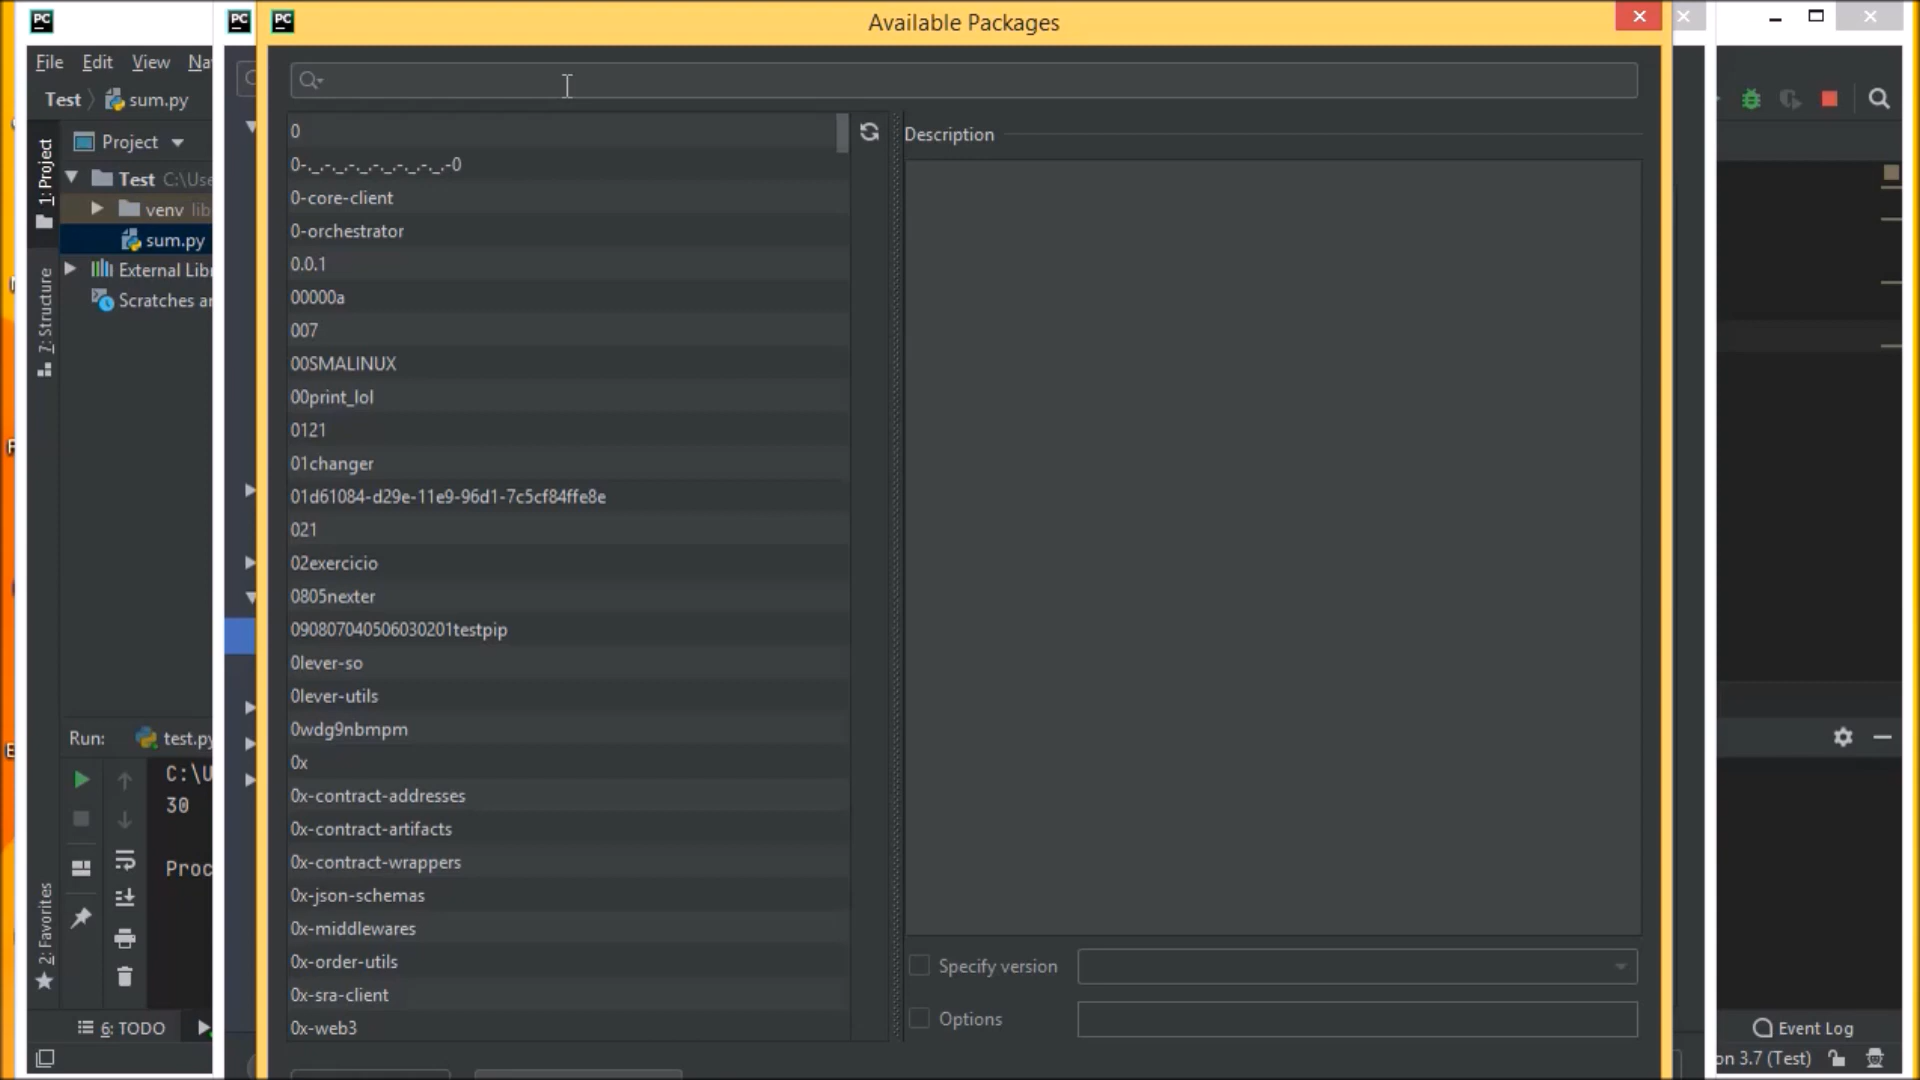 PC
PC
PC
Available Packages
File Edit View Na
Test sum.py
Project
1: Project
Test C:\Use
venv lib
sum.py
External Libr
Scratches an
7: Structure
0
0-._.-._.-._.-._.-._.-._.-0
0-core-client
0-orchestrator
0.0.1
00000a
007
00SMALINUX
00print_lol
0121
01changer
01d61084-d29e-11e9-96d1-7c5cf84ffe8e
021
02exercicio
0805nexter
090807040506030201testpip
0lever-so
0lever-utils
0wdg9nbmpm
0x
0x-contract-addresses
0x-contract-artifacts
0x-contract-wrappers
0x-json-schemas
0x-middlewares
0x-order-utils
0x-sra-client
0x-web3
Description
Specify version
Options
Run: test.py
C:\U
30
Proc
2: Favorites
6: TODO
Event Log
on 3.7 (Test)